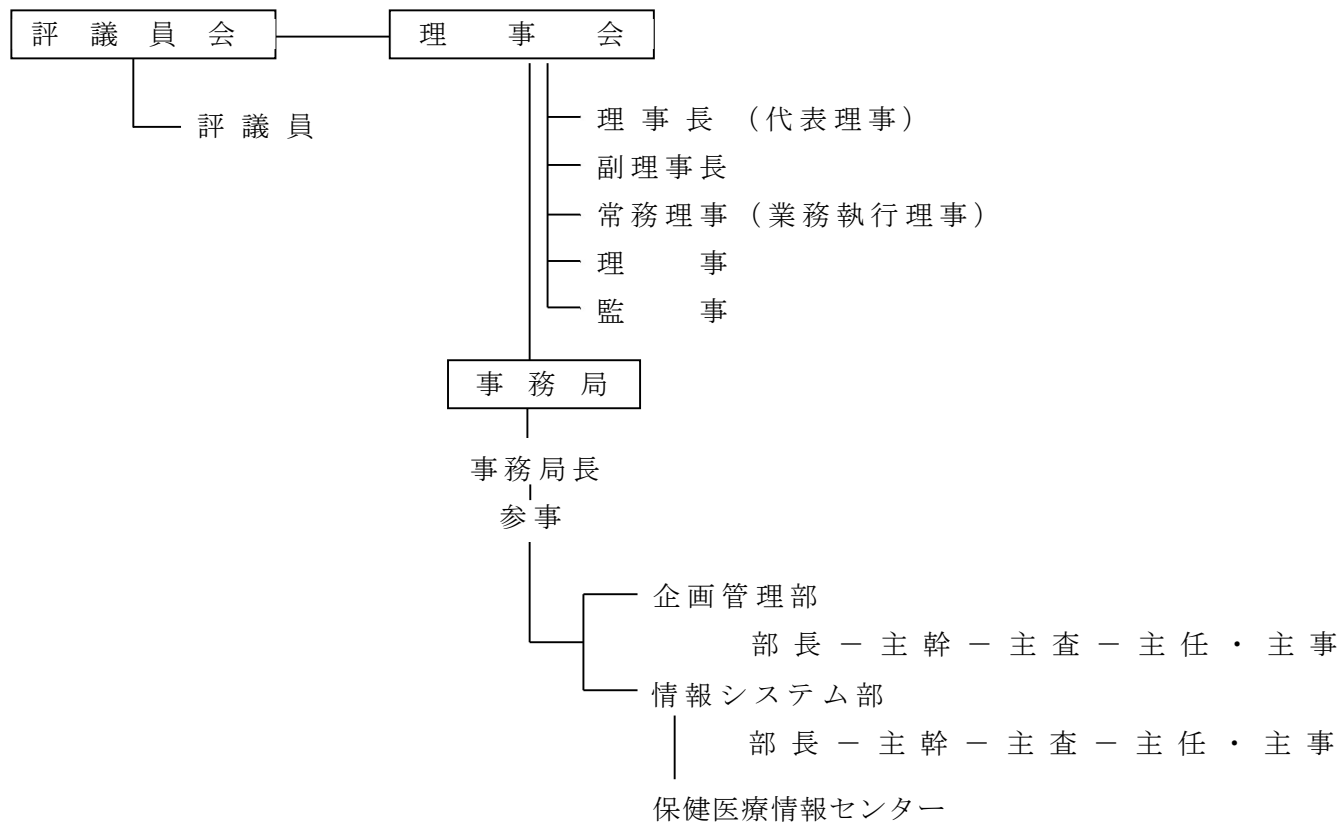 評議員会 理事会
評議員
理事長（代表理事）
副理事長
常務理事（業務執行理事）
理事
監事
事務局
事務局長
参事
企画管理部
部長－主幹－主査－主任・主事
情報システム部
部長－主幹－主査－主任・主事
保健医療情報センター